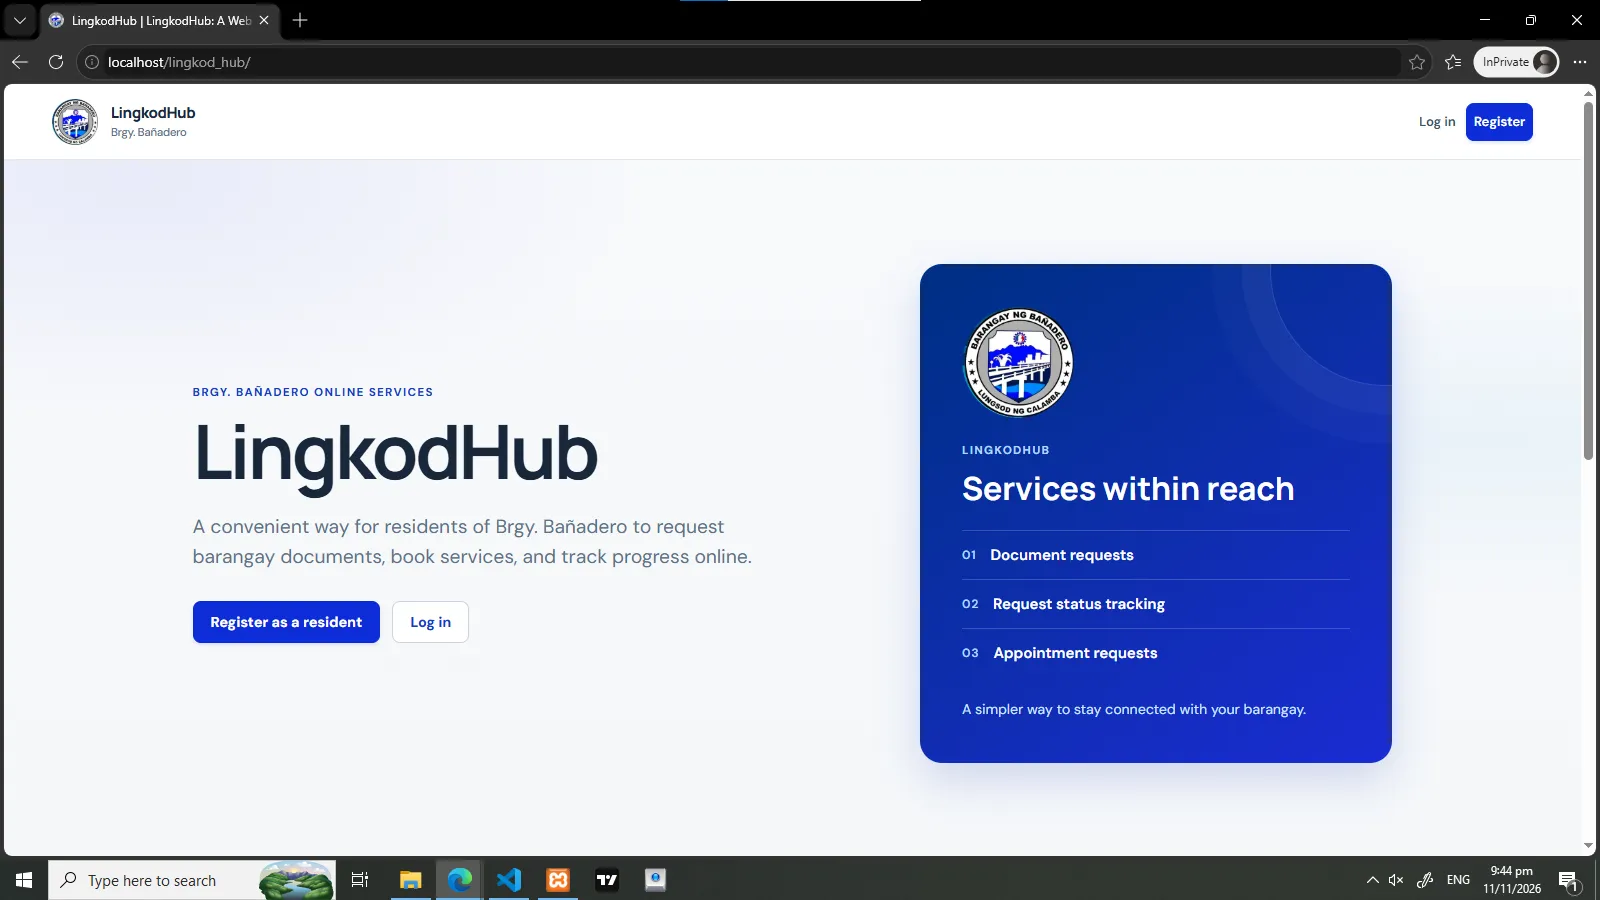 LingkodHub | LingkodHub: A Web
localhost/lingkod_hub/
InPrivate
LingkodHub
Brgy. Bañadero
Log in
Register
BRGY. BAÑADERO ONLINE SERVICES
LingkodHub
A convenient way for residents of Brgy. Bañadero to request
barangay documents, book services, and track progress online.
Register as a resident
Log in
BARANGAY NG BAÑADERO
LUNGSOD NG CALAMBA
LINGKODHUB
Services within reach
01 Document requests
02 Request status tracking
03 Appointment requests
A simpler way to stay connected with your barangay.
Type here to search
ENG
9:44 pm
11/11/2026
1